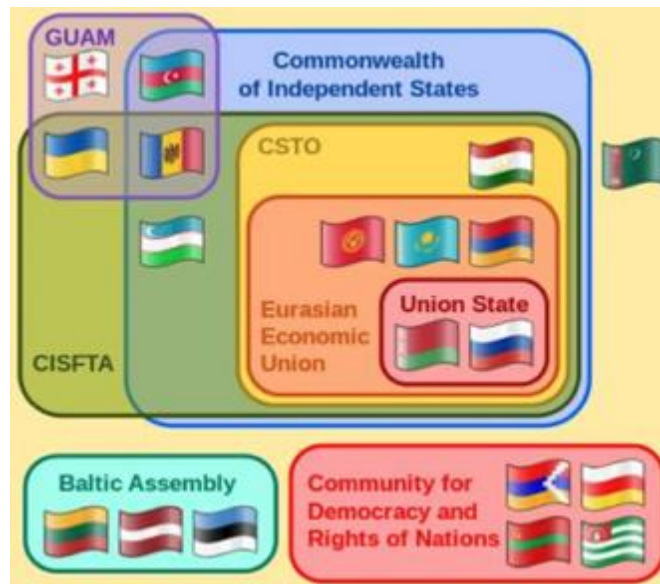 GUAM
Commonwealth
of Independent States
CSTO
Eurasian
Economic
Union
Union State
CISFTA
Baltic Assembly
Community for
Democracy and
Rights of Nations